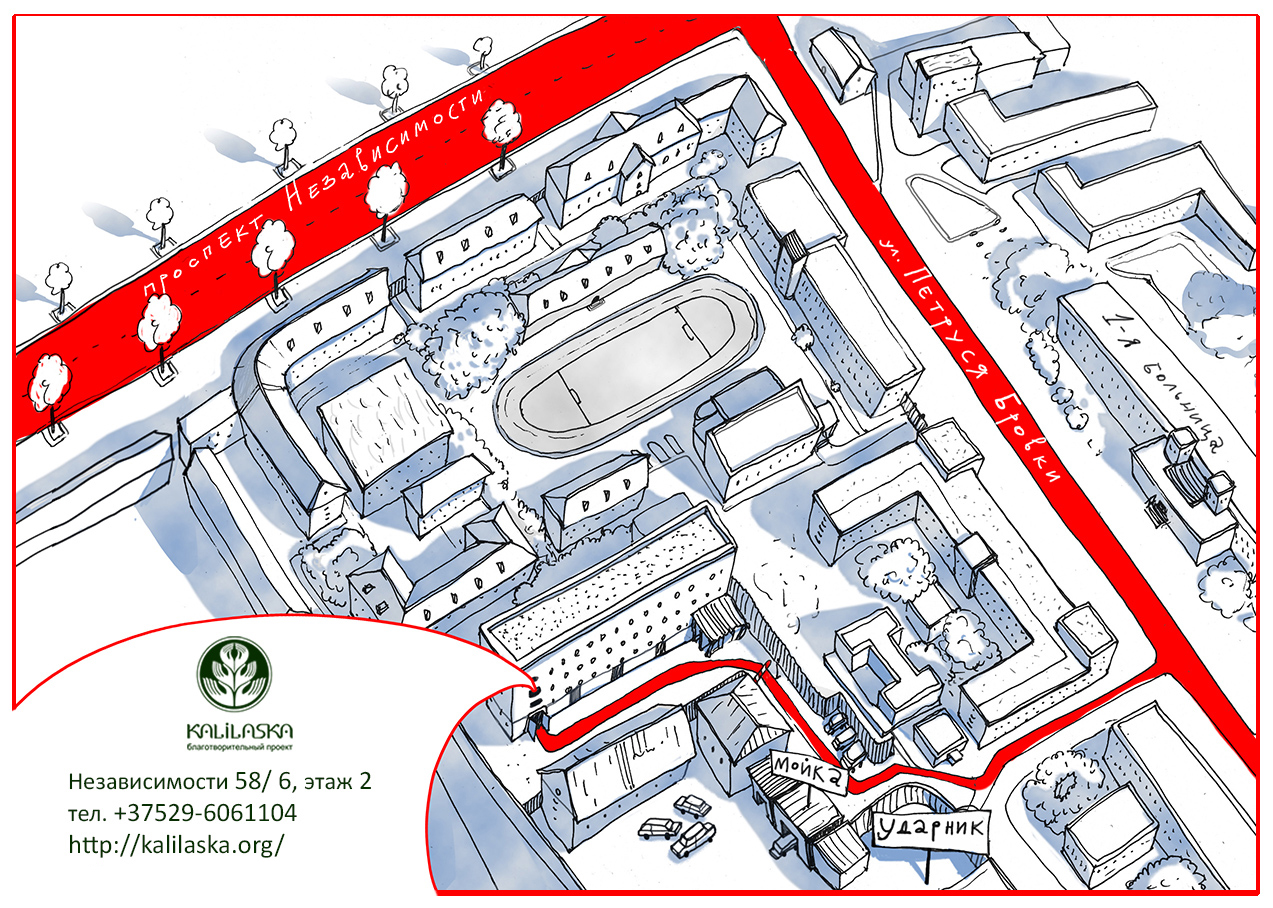 проспект Независимости
ул. Петруся Бровки
1-я больница
KALILASKA
благотворительный проект
Независимости 58/ 6, этаж 2
тел. +37529-6061104
http://kalilaska.org/
мойка
ударник